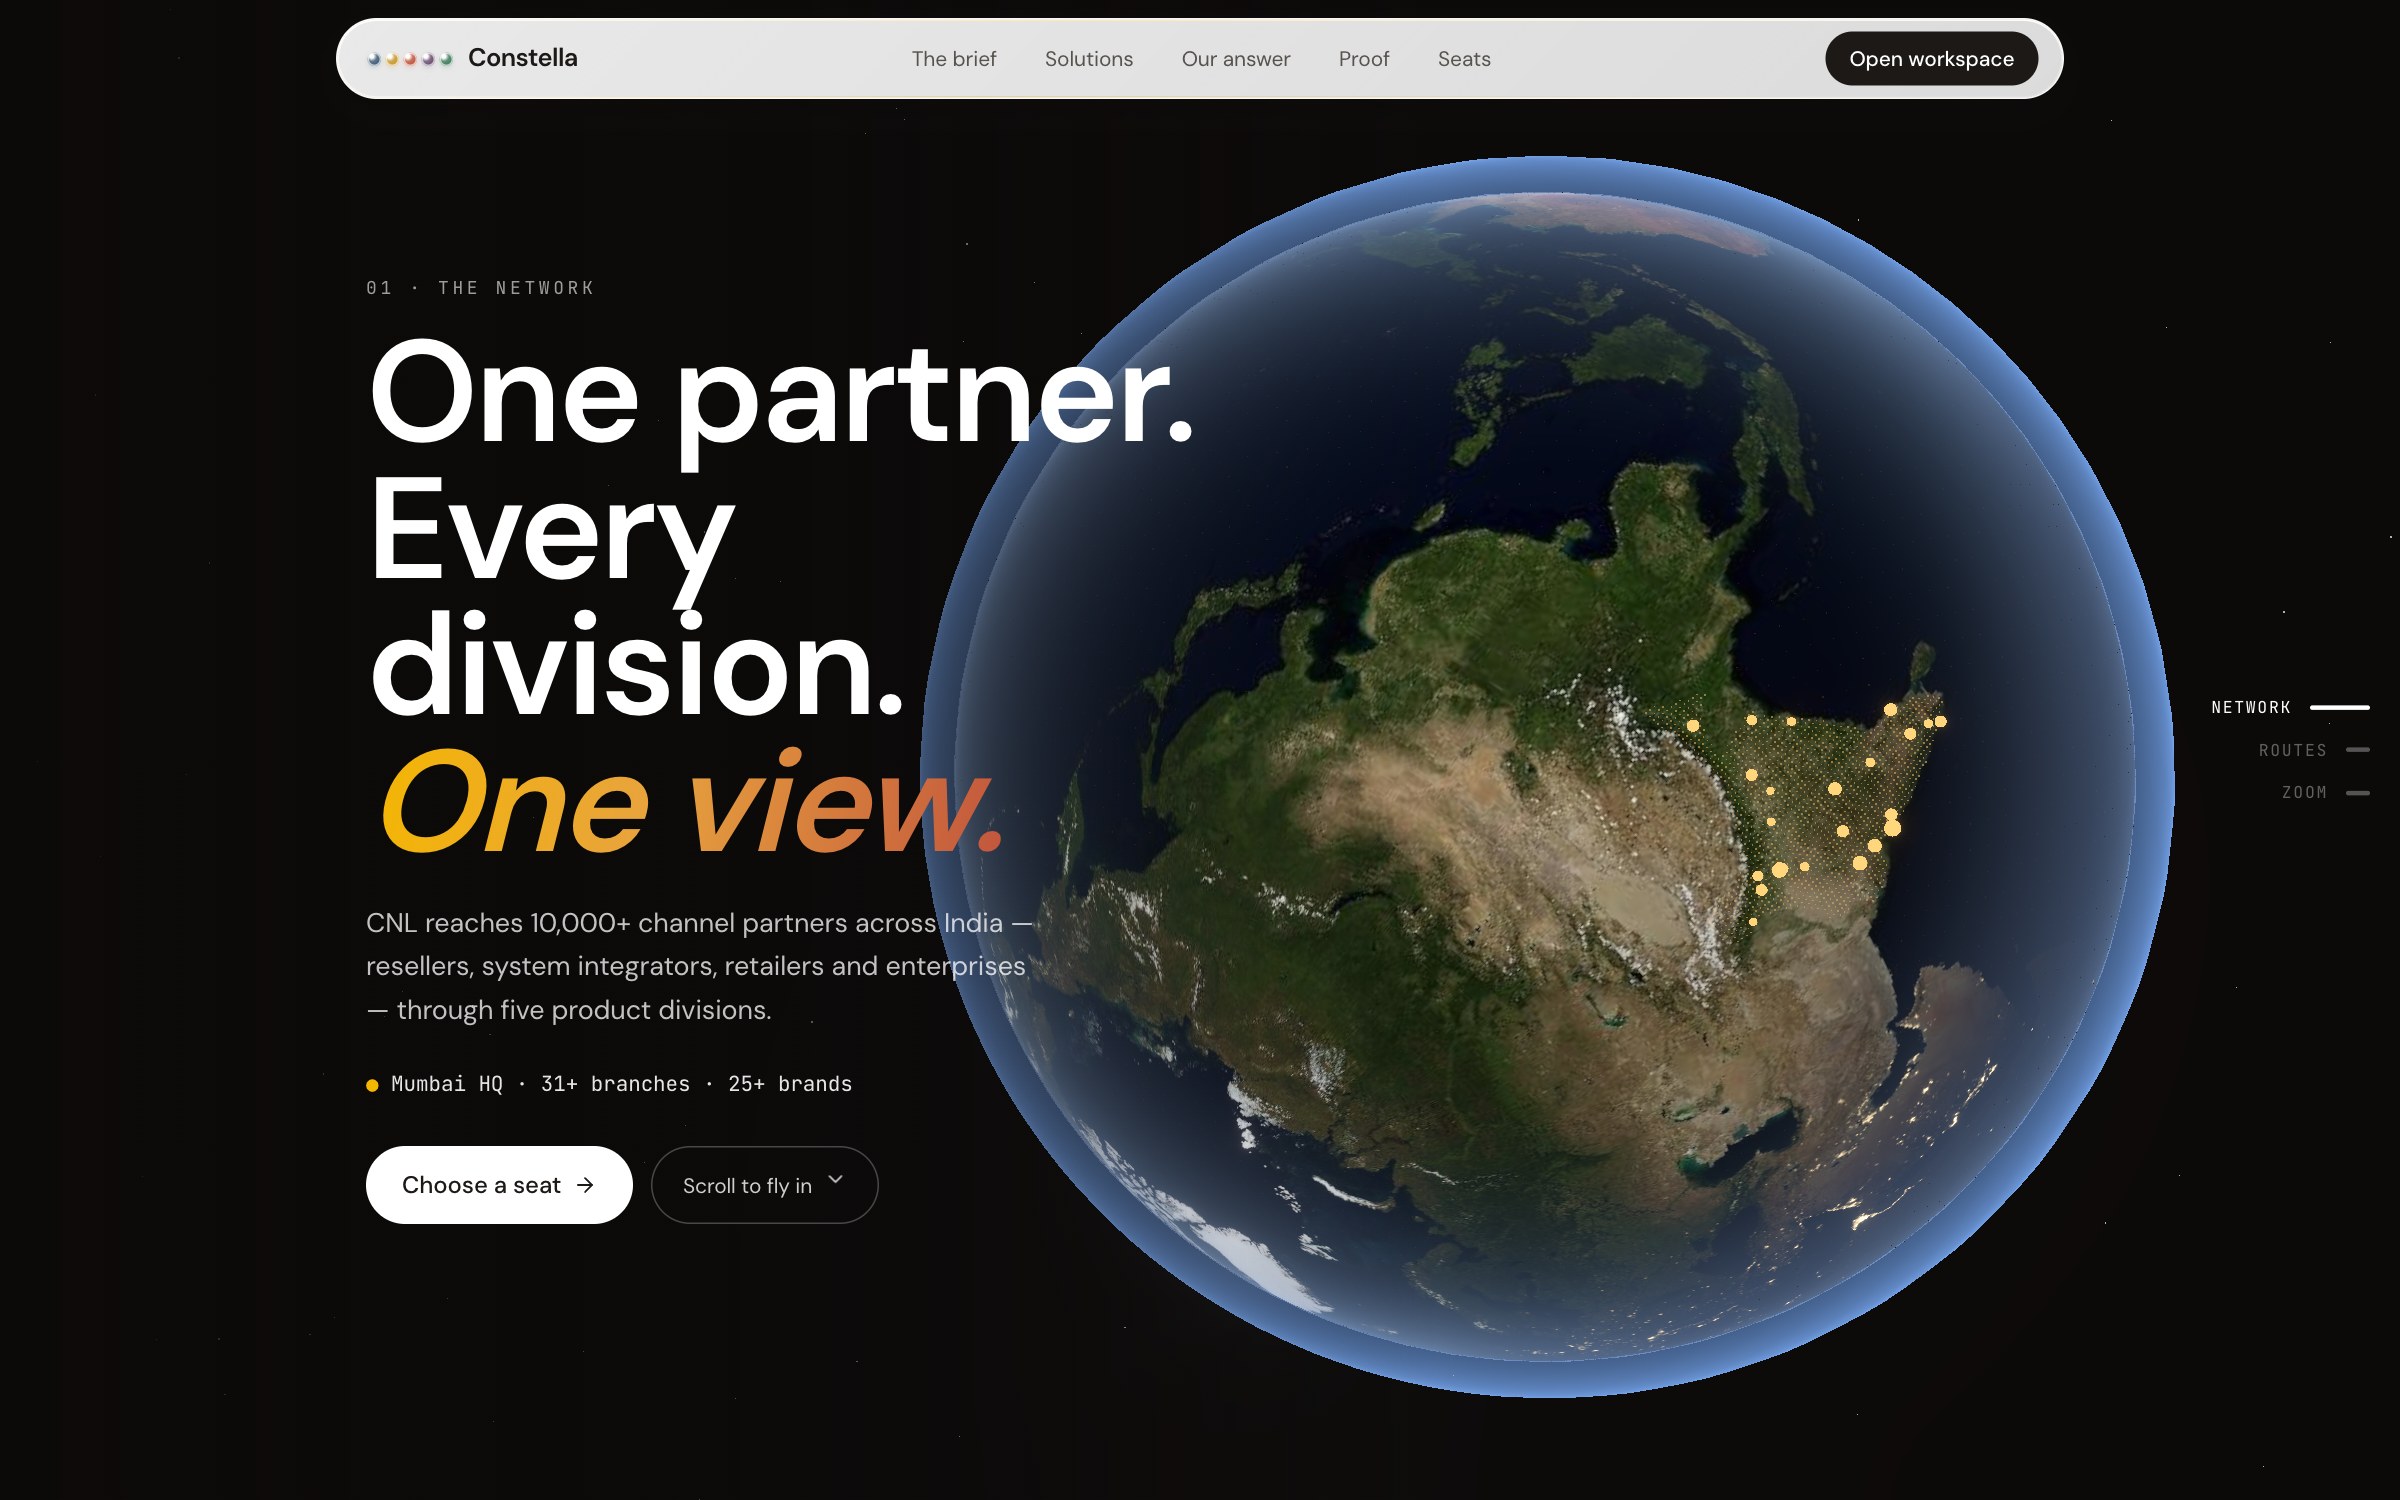 Constella
The brief
Solutions
Our answer
Proof
Seats
Open workspace
01 · THE NETWORK
One partner.
Every
division.
One view.
CNL reaches 10,000+ channel partners across India —
resellers, system integrators, retailers and enterprises
— through five product divisions.
Mumbai HQ · 31+ branches · 25+ brands
Choose a seat →
Scroll to fly in
NETWORK
ROUTES
ZOOM